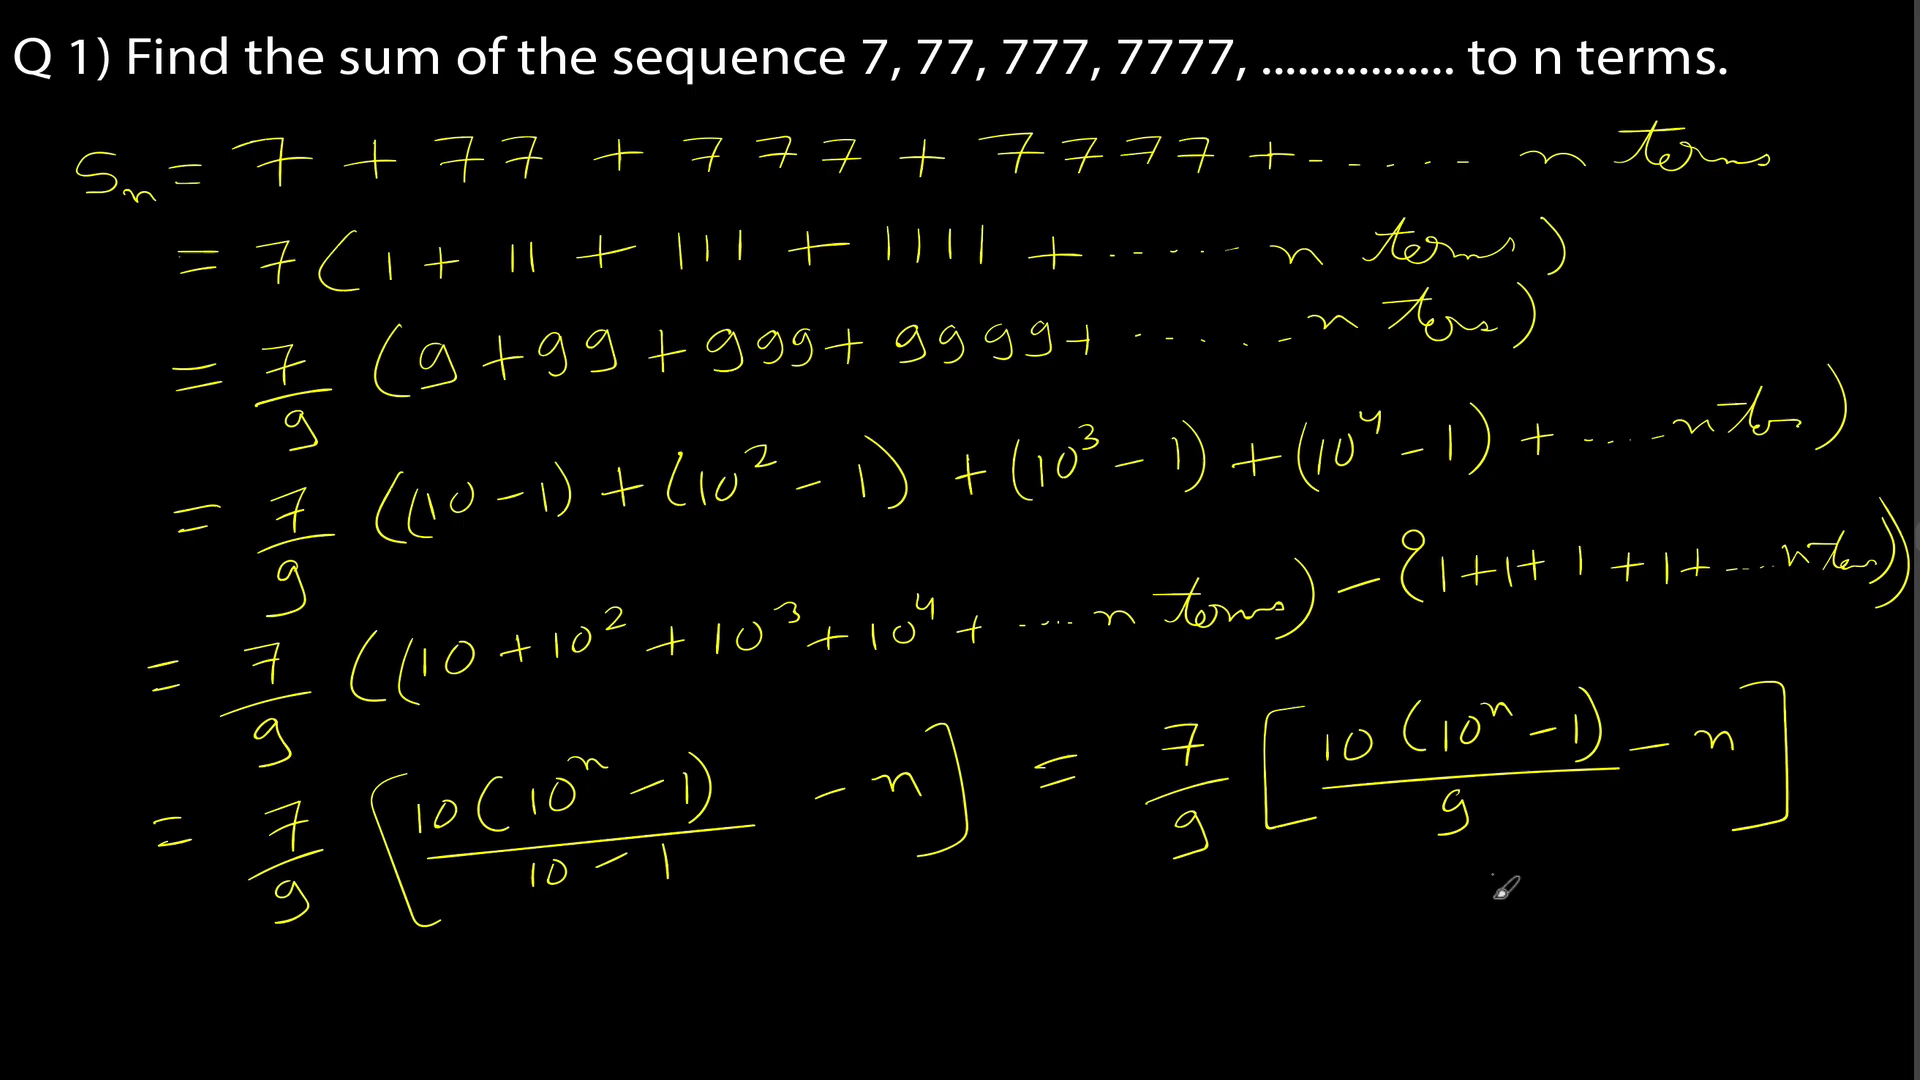 Q 1) Find the sum of the sequence 7, 77, 777, 7777, ................ to n terms.
Sₙ = 7 + 77 + 777 + 7777 + ------ n terms
= 7 ( 1 + 11 + 111 + 1111 + ------ n terms )
= 7/9 ( 9 + 99 + 999 + 9999 + ------ n ters )
= 7/9 ( (10 - 1) + (10² - 1) + (10³ - 1) + (10⁴ - 1) + ----- n )
= 7/9 ( (10 + 10² + 10³ + 10⁴ + ---- n terms ) - { 1 + 1 + 1 + 1 + ---- n ) )
= 7/9 [ 10 (10ⁿ - 1) / 10 - 1 - n ] = 7/9 [ 10 (10ⁿ - 1) / 9 - n ]